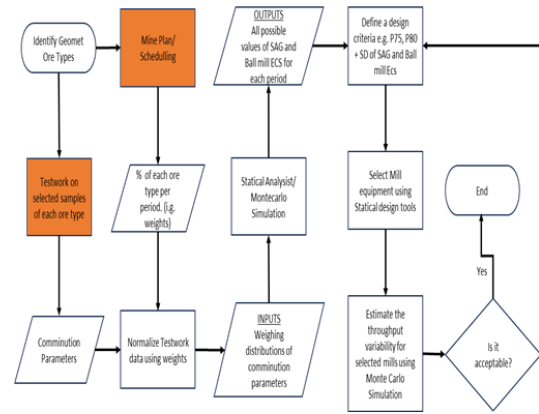 Identify Geomet
Ore Types
Mine Plan/
Schedulling
OUTPUTS
All possible
values of SAG and
Ball mill ECS for
each period
Define a design
criteria e.g. P75, P80
+ SD of SAG and Ball
mill Ecs
Testwork on
selected samples
of each ore type
% of each ore
type per
period. (i.g.
weights)
Statical Analysist/
Montecarlo
Simulation
Select Mill
equipment using
Statical design tools
End
Yes
Commination
Parameters
Normalize Testwork
data using weights
INPUTS
Weighing
distributions of
commination
parameters
Estimate the
throughput
variability for
selected mills using
Monte Carlo
Simulation
Is it
acceptable?